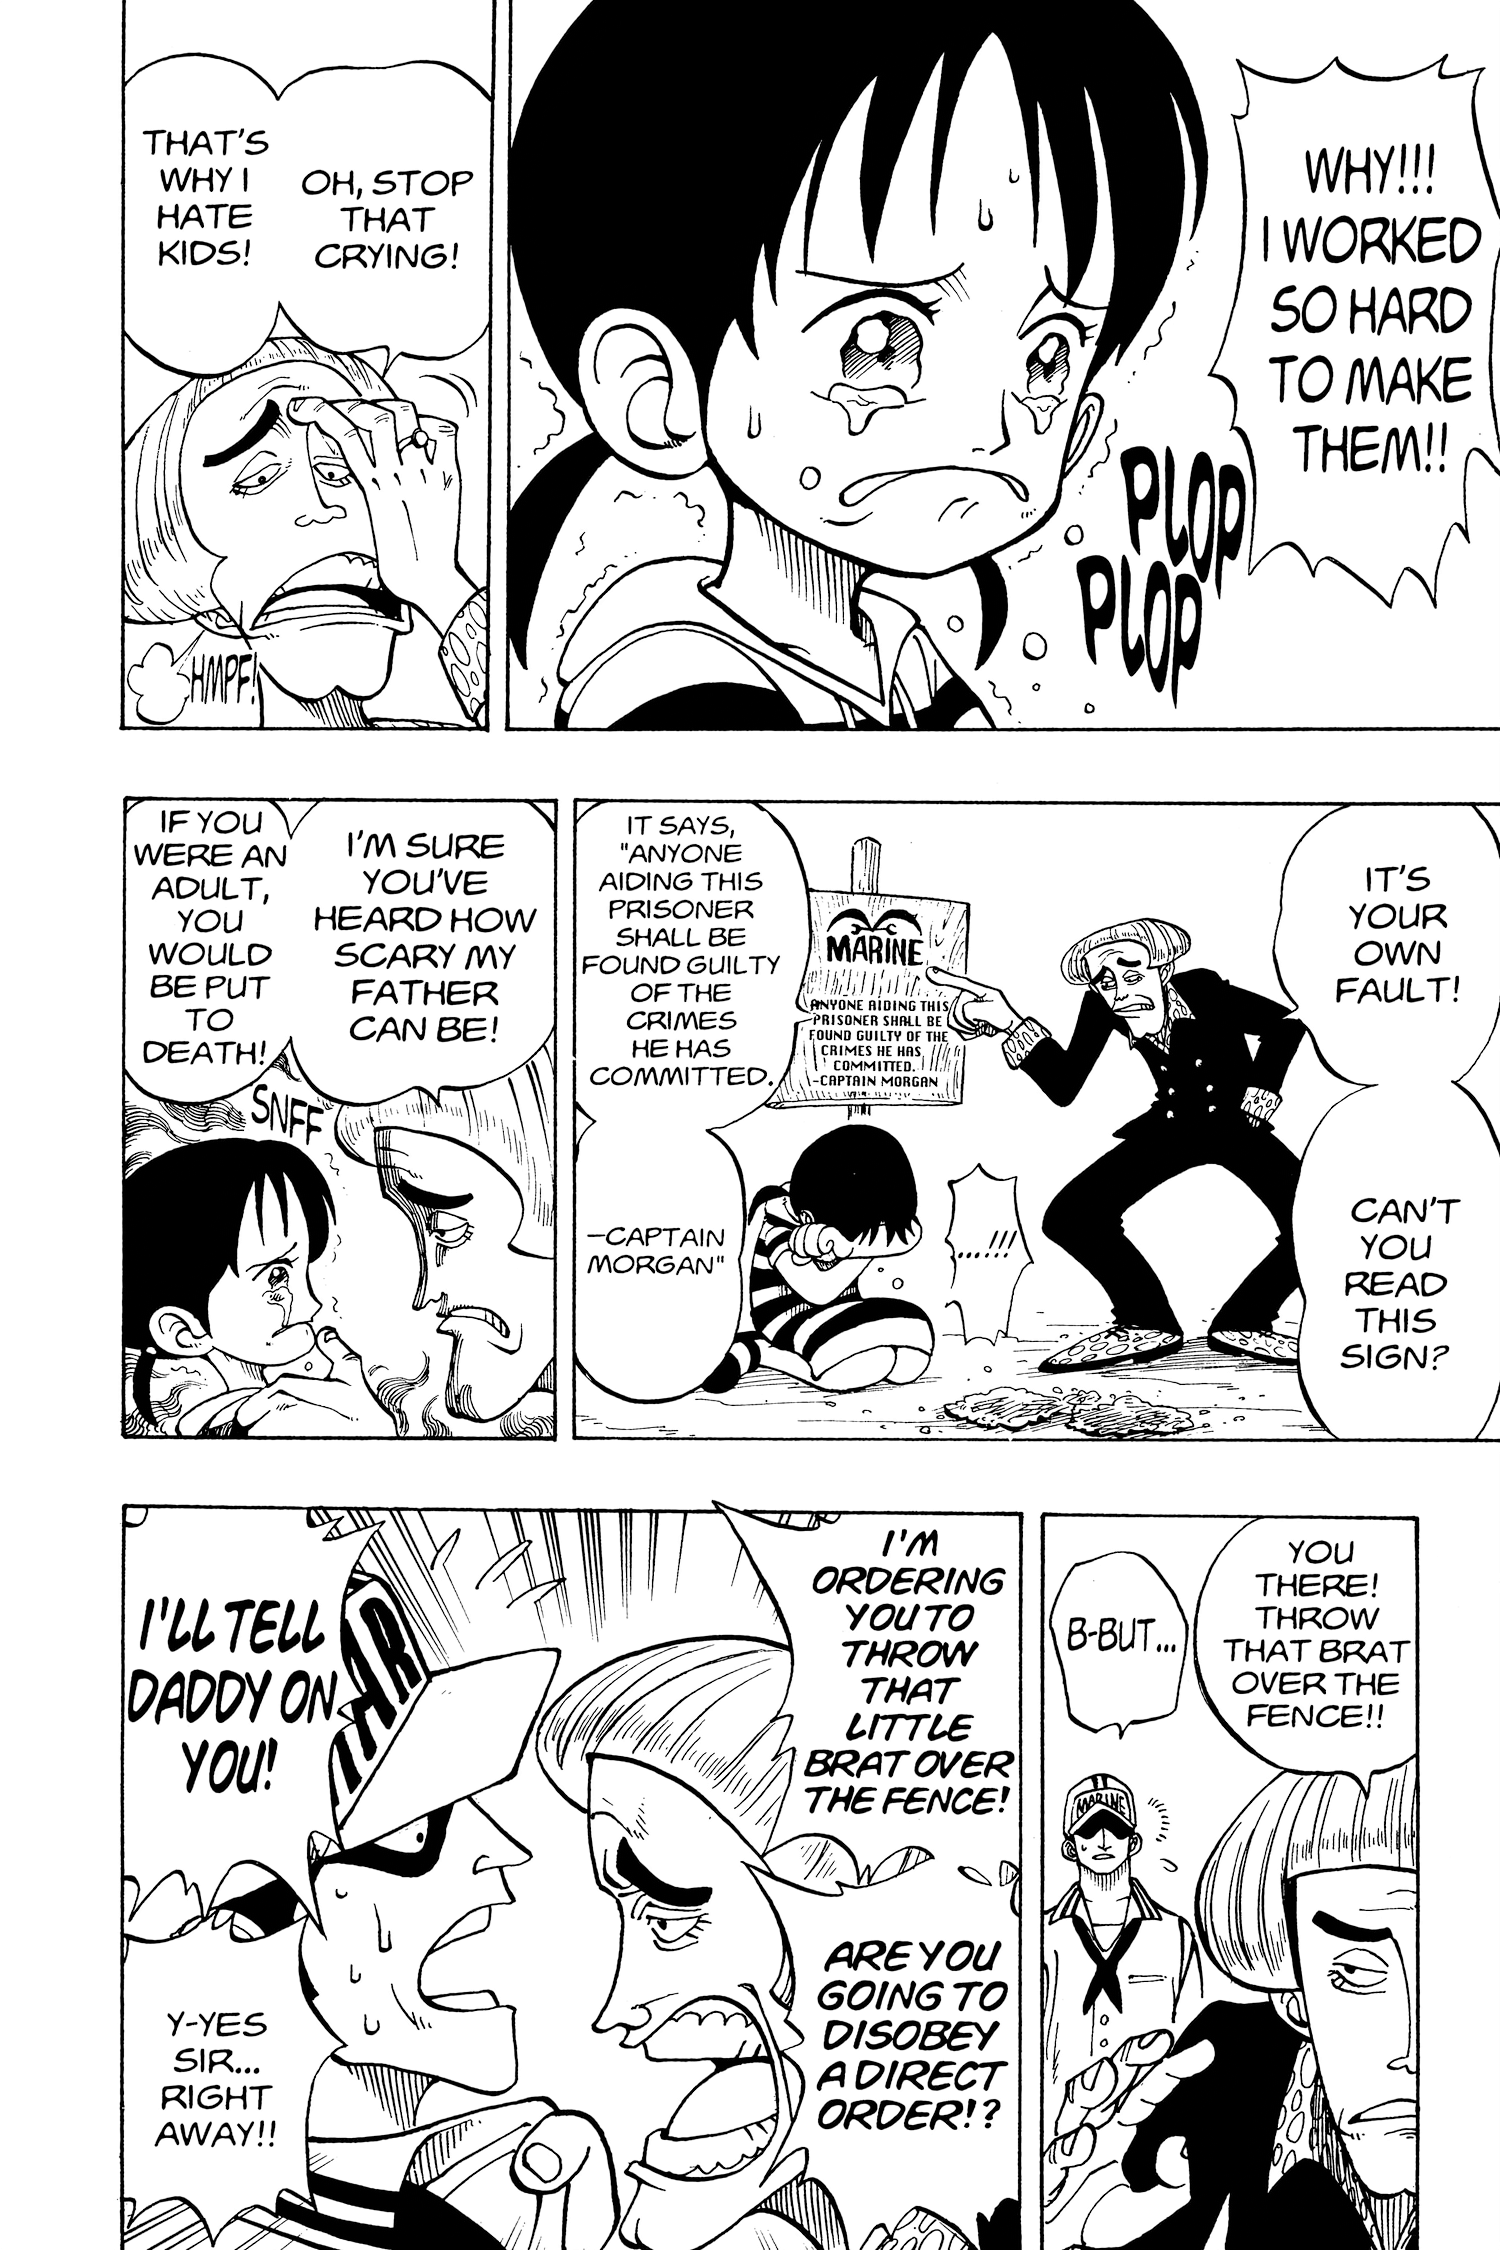 WHY!!!
I WORKED
SO HARD
TO MAKE
THEM!!
PLOP
PLOP
OH, STOP
THAT
CRYING!
THAT'S
WHY I
HATE
KIDS!
HMPF!
IT'S
YOUR
OWN
FAULT!
CAN'T
YOU
READ
THIS
SIGN?
MARINE
ANYONE AIDING THIS
PRISONER SHALL BE
FOUND GUILTY OF THE
CRIMES HE HAS
COMMITTED.
-CAPTAIN MORGAN
...!!!
IT SAYS,
"ANYONE
AIDING THIS
PRISONER
SHALL BE
FOUND GUILTY
OF THE
CRIMES
HE HAS
COMMITTED.
–CAPTAIN
MORGAN"
I'M SURE
YOU'VE
HEARD HOW
SCARY MY
FATHER
CAN BE!
IF YOU
WERE AN
ADULT,
YOU
WOULD
BE PUT
TO
DEATH!
SNFF
YOU
THERE!
THROW
THAT BRAT
OVER THE
FENCE!!
B-BUT...
MARINE
I'M
ORDERING
YOU TO
THROW
THAT
LITTLE
BRAT OVER
THE FENCE!
ARE YOU
GOING TO
DISOBEY
A DIRECT
ORDER!?
I'LL TELL
DADDY ON
YOU!
MAR
Y-YES
SIR...
RIGHT
AWAY!!